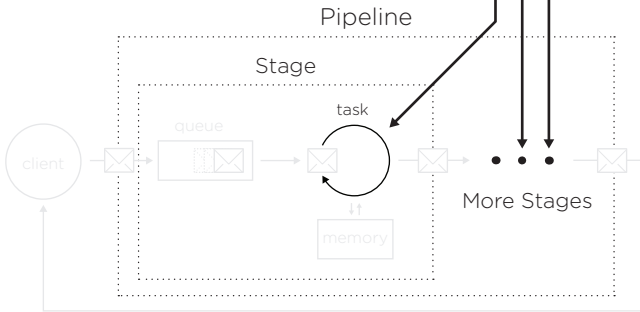 Pipeline
Stage
task
queue
client
More Stages
memory